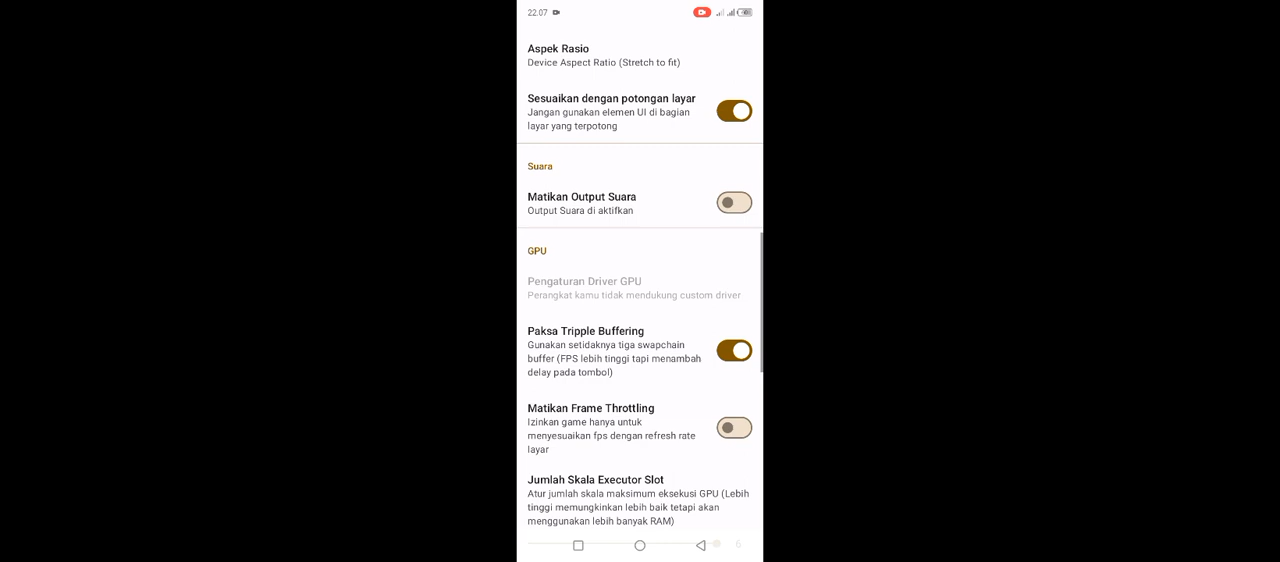 22.07
Aspek Rasio
Device Aspect Ratio (Stretch to fit)
Sesuaikan dengan potongan layar
Jangan gunakan elemen UI di bagian
layar yang terpotong
Suara
Matikan Output Suara
Output Suara di aktifkan
GPU
Pengaturan Driver GPU
Perangkat kamu tidak mendukung custom driver
Paksa Tripple Buffering
Gunakan setidaknya tiga swapchain
buffer (FPS lebih tinggi tapi menambah
delay pada tombol)
Matikan Frame Throttling
Izinkan game hanya untuk
menyesuaikan fps dengan refresh rate
layar
Jumlah Skala Executor Slot
Atur jumlah skala maksimum eksekusi GPU (Lebih
tinggi memungkinkan lebih baik tetapi akan
menggunakan lebih banyak RAM)
6